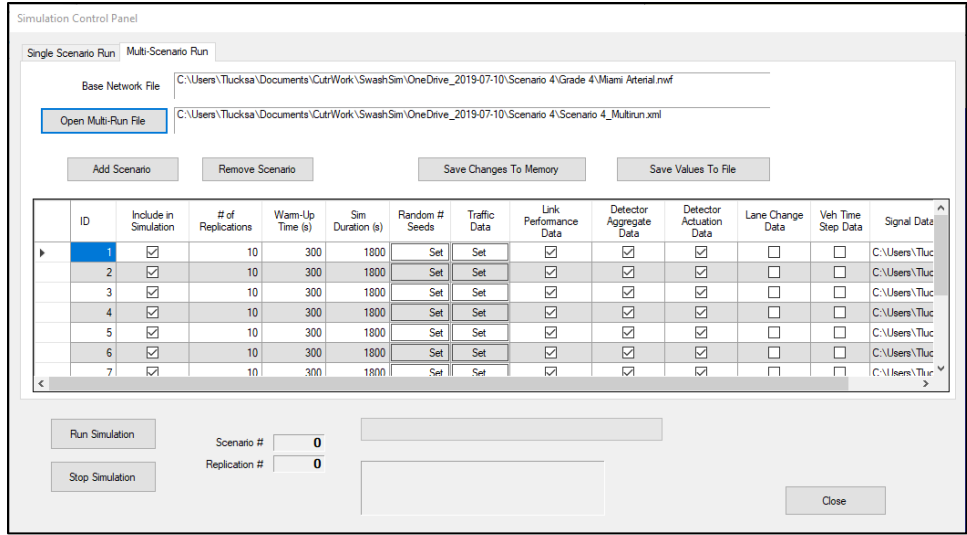 Simulation Control Panel
Single Scenario Run Multi-Scenario Run
Base Network File C:\Users\Tlucksa\Documents\CutrWork\SwashSim\OneDrive_2019-07-10\Scenario 4\Grade 4\Miami Arterial.nwf
Open Multi-Run File C:\Users\Tlucksa\Documents\CutrWork\SwashSim\OneDrive_2019-07-10\Scenario 4\Scenario 4_Multirun.xml
Add Scenario Remove Scenario Save Changes To Memory Save Values To File
ID Include in Simulation # of Replications Warm-Up Time (s) Sim Duration (s) Random # Seeds Traffic Data Link Perfomance Data Detector Aggregate Data Detector Actuation Data Lane Change Data Veh Time Step Data Signal Data
1 10 300 1800 Set Set C:\Users\Tluc
2 10 300 1800 Set Set C:\Users\Tluc
3 10 300 1800 Set Set C:\Users\Tluc
4 10 300 1800 Set Set C:\Users\Tluc
5 10 300 1800 Set Set C:\Users\Tluc
6 10 300 1800 Set Set C:\Users\Tluc
7 10 300 1800 Set Set C:\Users\Tluc
Run Simulation
Scenario # 0
Replication # 0
Stop Simulation
Close